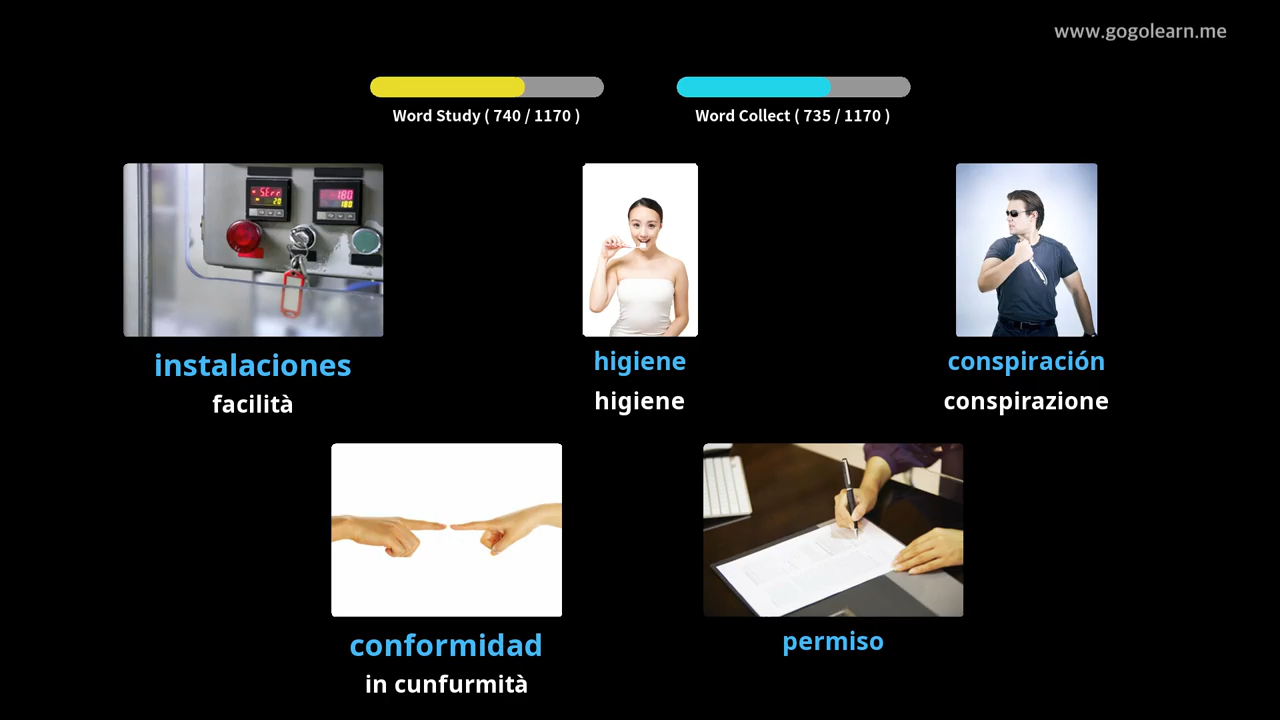 www.gogolearn.me
Word Study ( 740 / 1170 )
Word Collect ( 735 / 1170 )
instalaciones
facilità
higiene
higiene
conspiración
conspirazione
conformidad
in cunfurmità
permiso